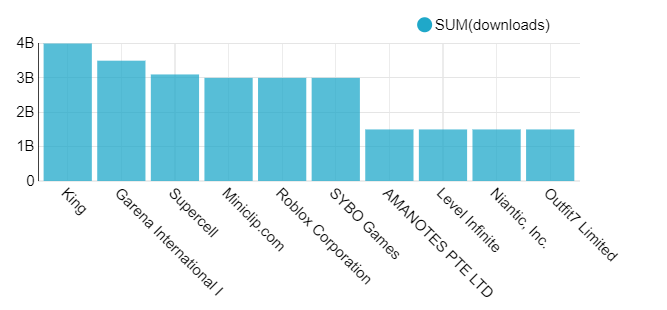 SUM(downloads)
4B
3B
2B
1B
0
King
Garena International I
Supercell
Miniclip.com
Roblox Corporation
SYBO Games
AMANOTES PTE LTD
Level Infinite
Niantic, Inc.
Outfit7 Limited